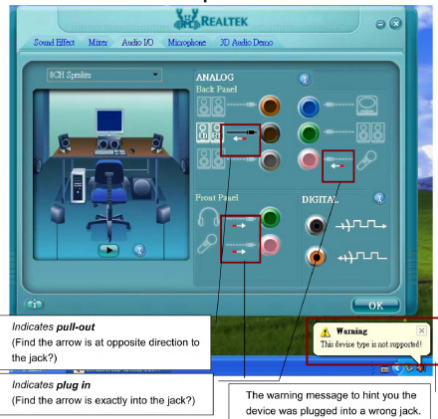 REALTEK
Sound Effect Mixer Audio I/O Microphone 3D Audio Demo
8CH Speaker
ANALOG
Back Panel
Front Panel
DIGITAL
OK
Warning
This device type is not supported!
Indicates pull-out
(Find the arrow is at opposite direction to
the jack?)
Indicates plug in
(Find the arrow is exactly into the jack?)
The warning message to hint you the
device was plugged into a wrong jack.